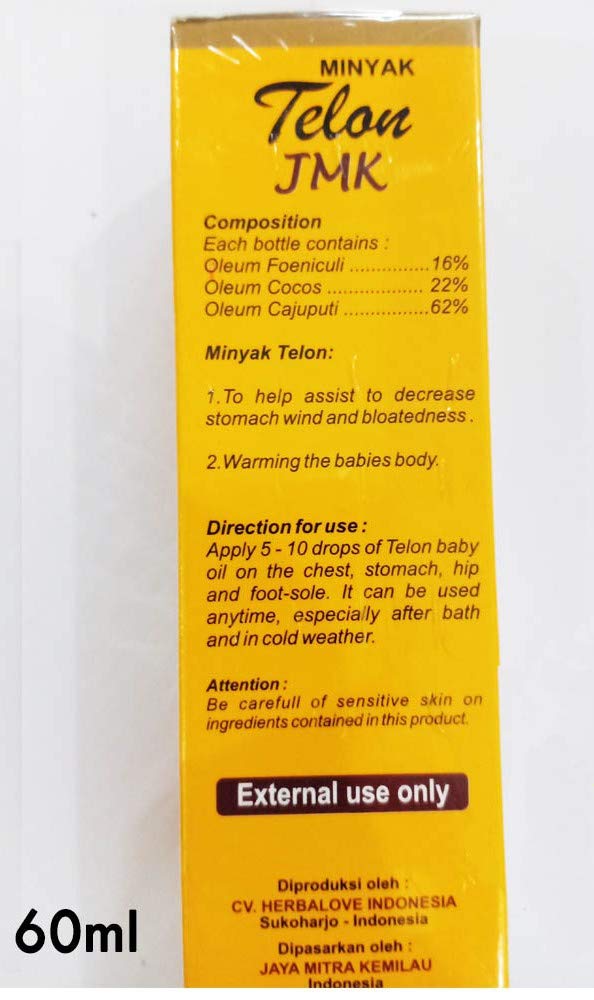 MINYAK
Telon
JMK
Composition
Each bottle contains :
Oleum Foeniculi ...............16%
Oleum Cocos .................. 22%
Oleum Cajuputi ................62%
Minyak Telon:
1.To help assist to decrease
stomach wind and bloatedness .
2.Warming the babies body.
Direction for use :
Apply 5 - 10 drops of Telon baby
oil on the chest, stomach, hip
and foot-sole. It can be used
anytime, especially after bath
and in cold weather.
Attention :
Be carefull of sensitive skin on
ingredients contained in this product.
External use only
Diproduksi oleh :
CV. HERBALOVE INDONESIA
Sukoharjo - Indonesia
Dipasarkan oleh :
JAYA MITRA KEMILAU
Indonesia
60ml